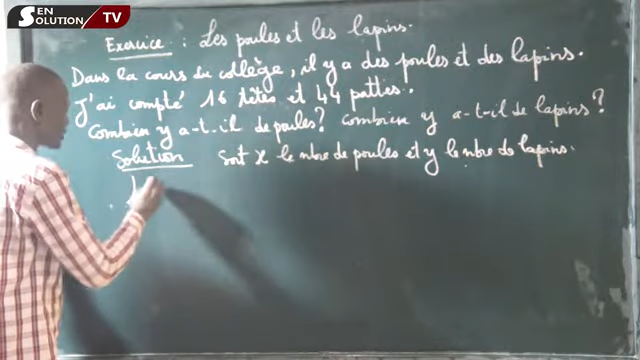 SEN SOLUTION TV
Exercice : Les poules et les lapins.
Dans la cours du collège, il y a des poules et des lapins.
J'ai compté 16 têtes et 44 pattes.
Combien y a-t-il de poules? combien y a-t-il de lapins?
Solution soit x le nbre de poules et y le nbre de lapins.